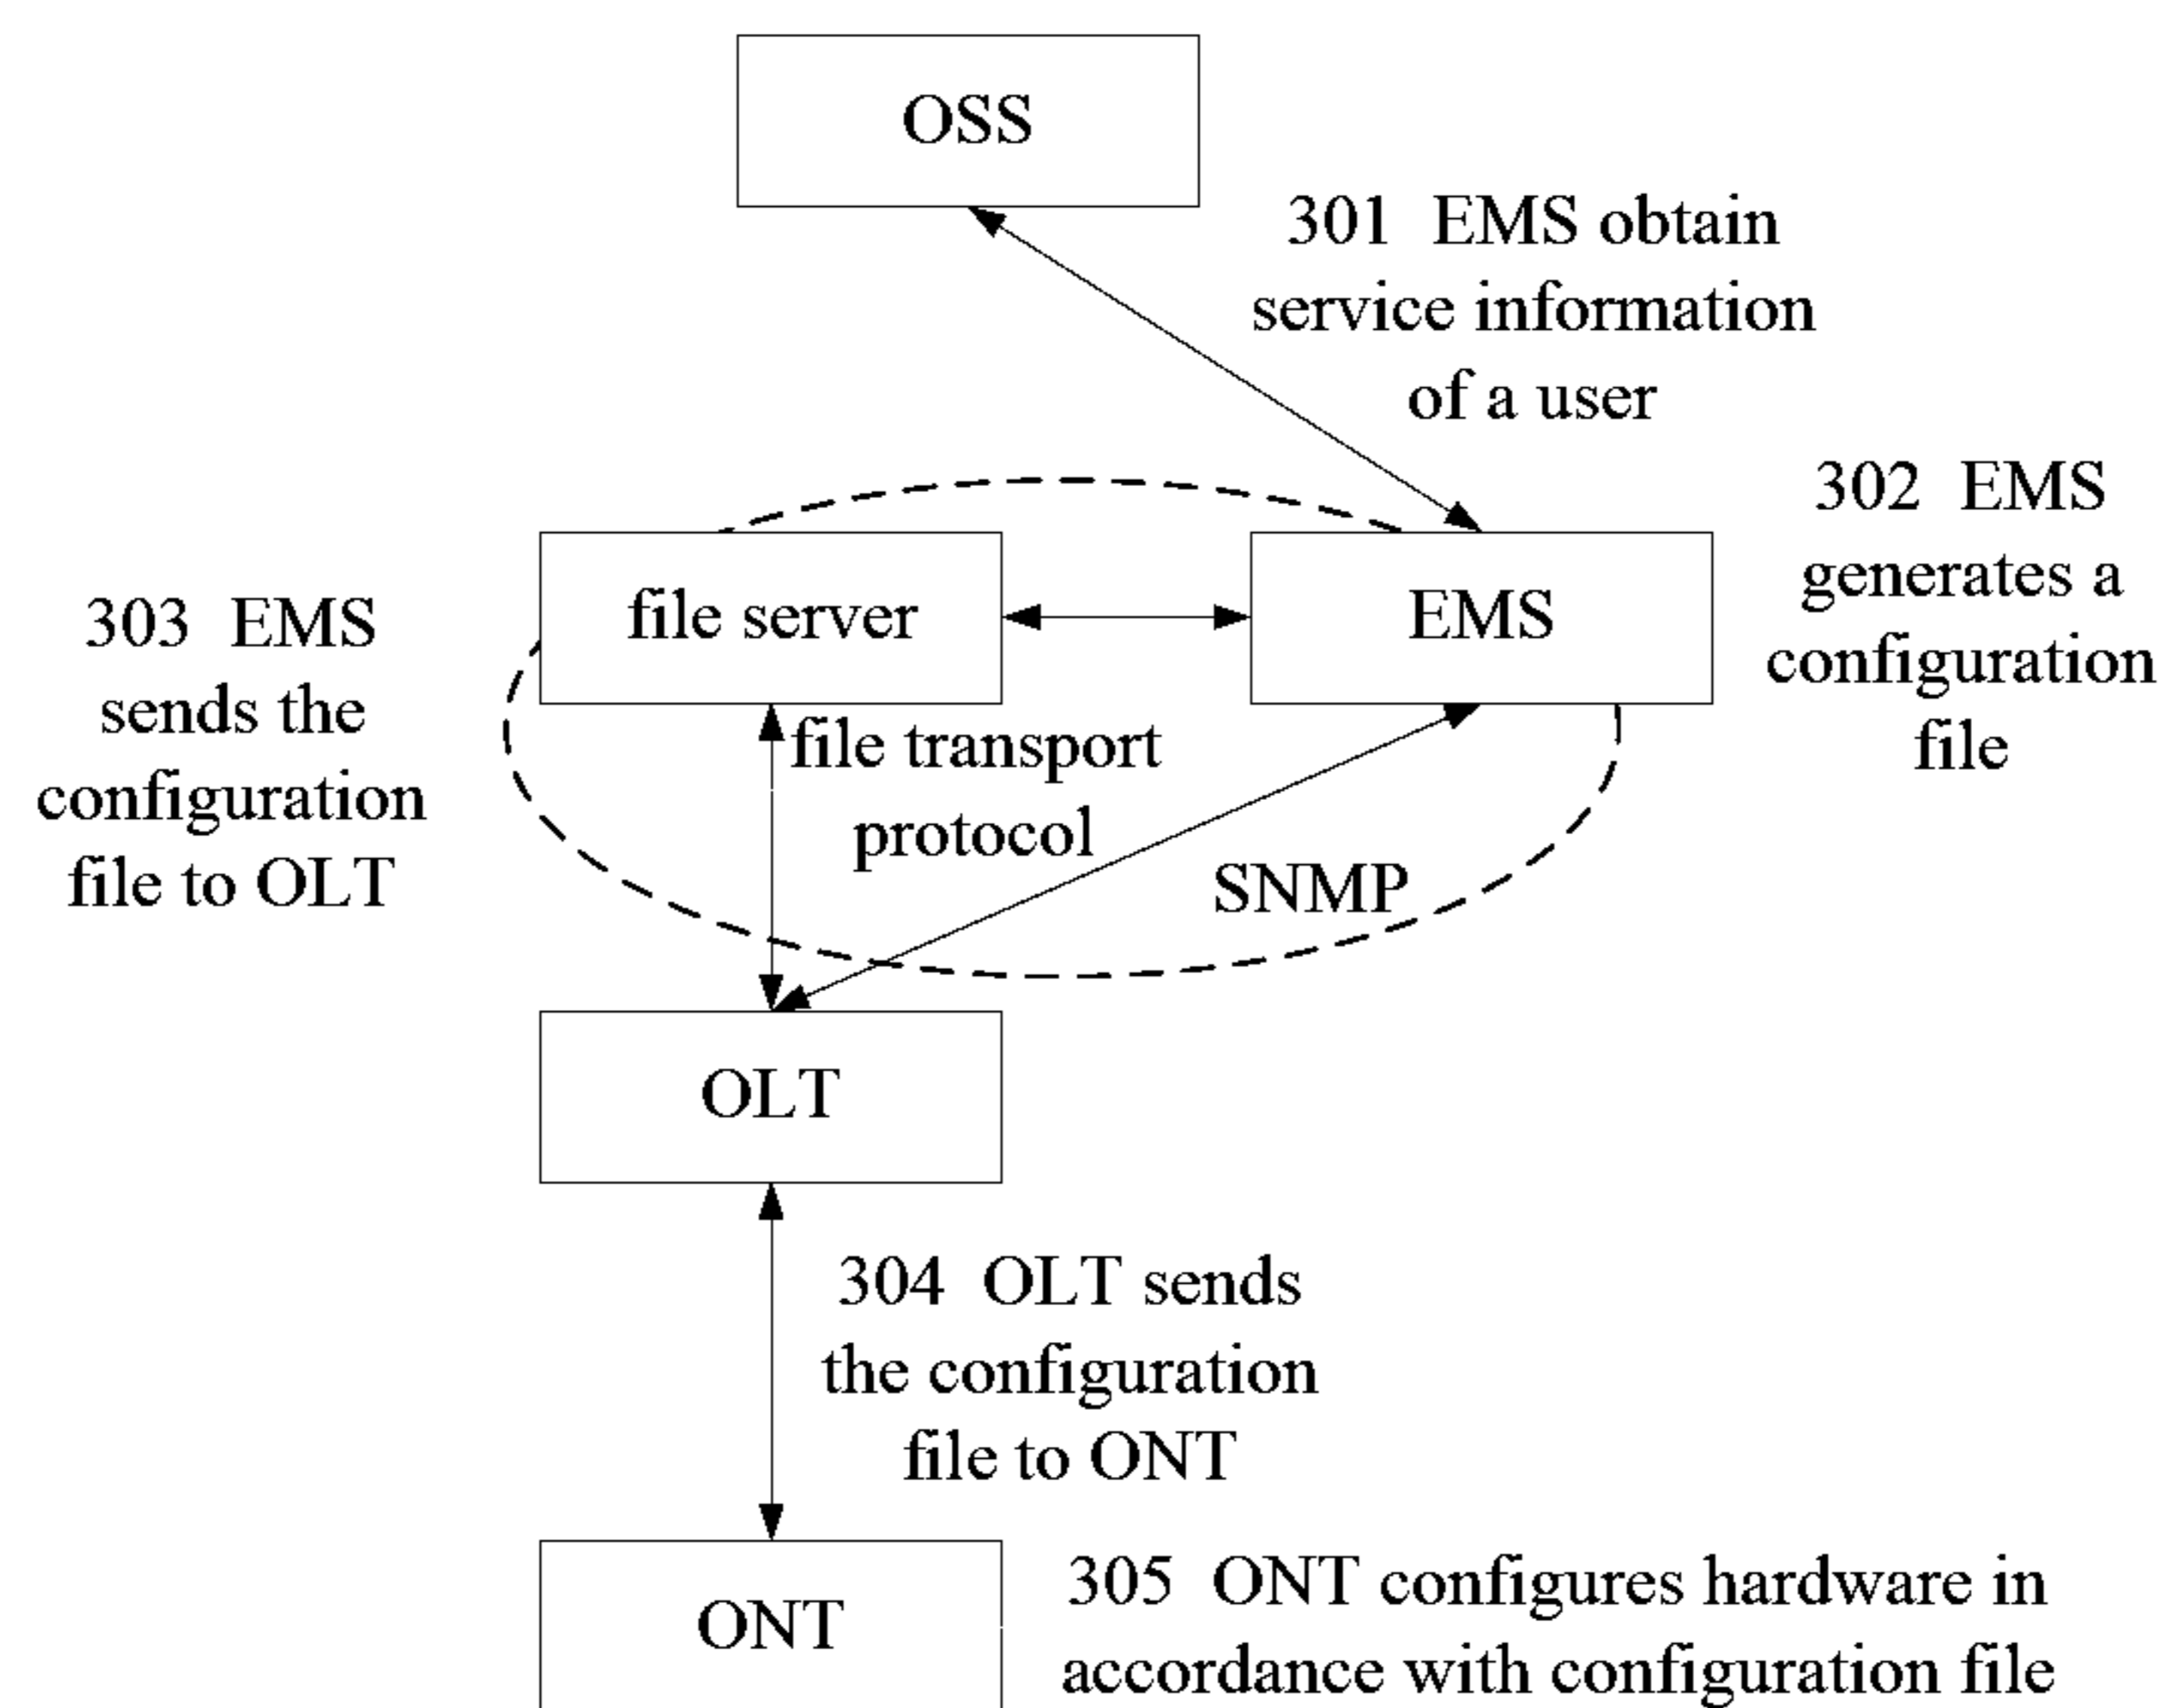 OSS
301 EMS obtain
service information
of a user
302 EMS
generates a
configuration
file
file server
EMS
303 EMS
sends the
configuration
file to OLT
file transport
protocol
SNMP
OLT
304 OLT sends
the configuration
file to ONT
ONT
305 ONT configures hardware in
accordance with configuration file